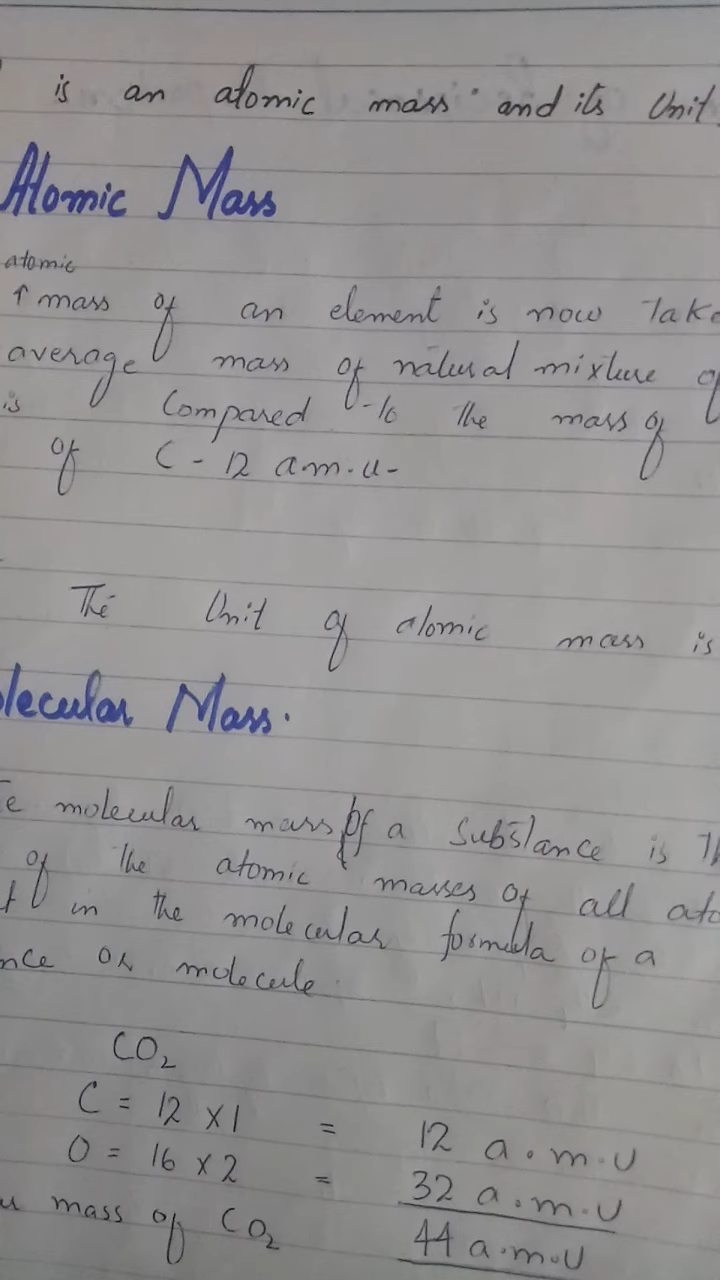 is an atomic mass and its Unit
Atomic Mass
atomic
↑ mass of an element is now Take
average mass of natural mixture of
is Compared to the mass of
of C - 12 a.m.u-
The Unit of atomic mass is
lecular Mass.
e molecular mass of a Substance is Th
of the atomic masses of all ato
t in the molecular formula of a
nce or molecule.
CO₂
C = 12 x 1 = 12 a.m.u
O = 16 x 2 = 32 a.m.u
mass of CO₂ 44 a.m.u